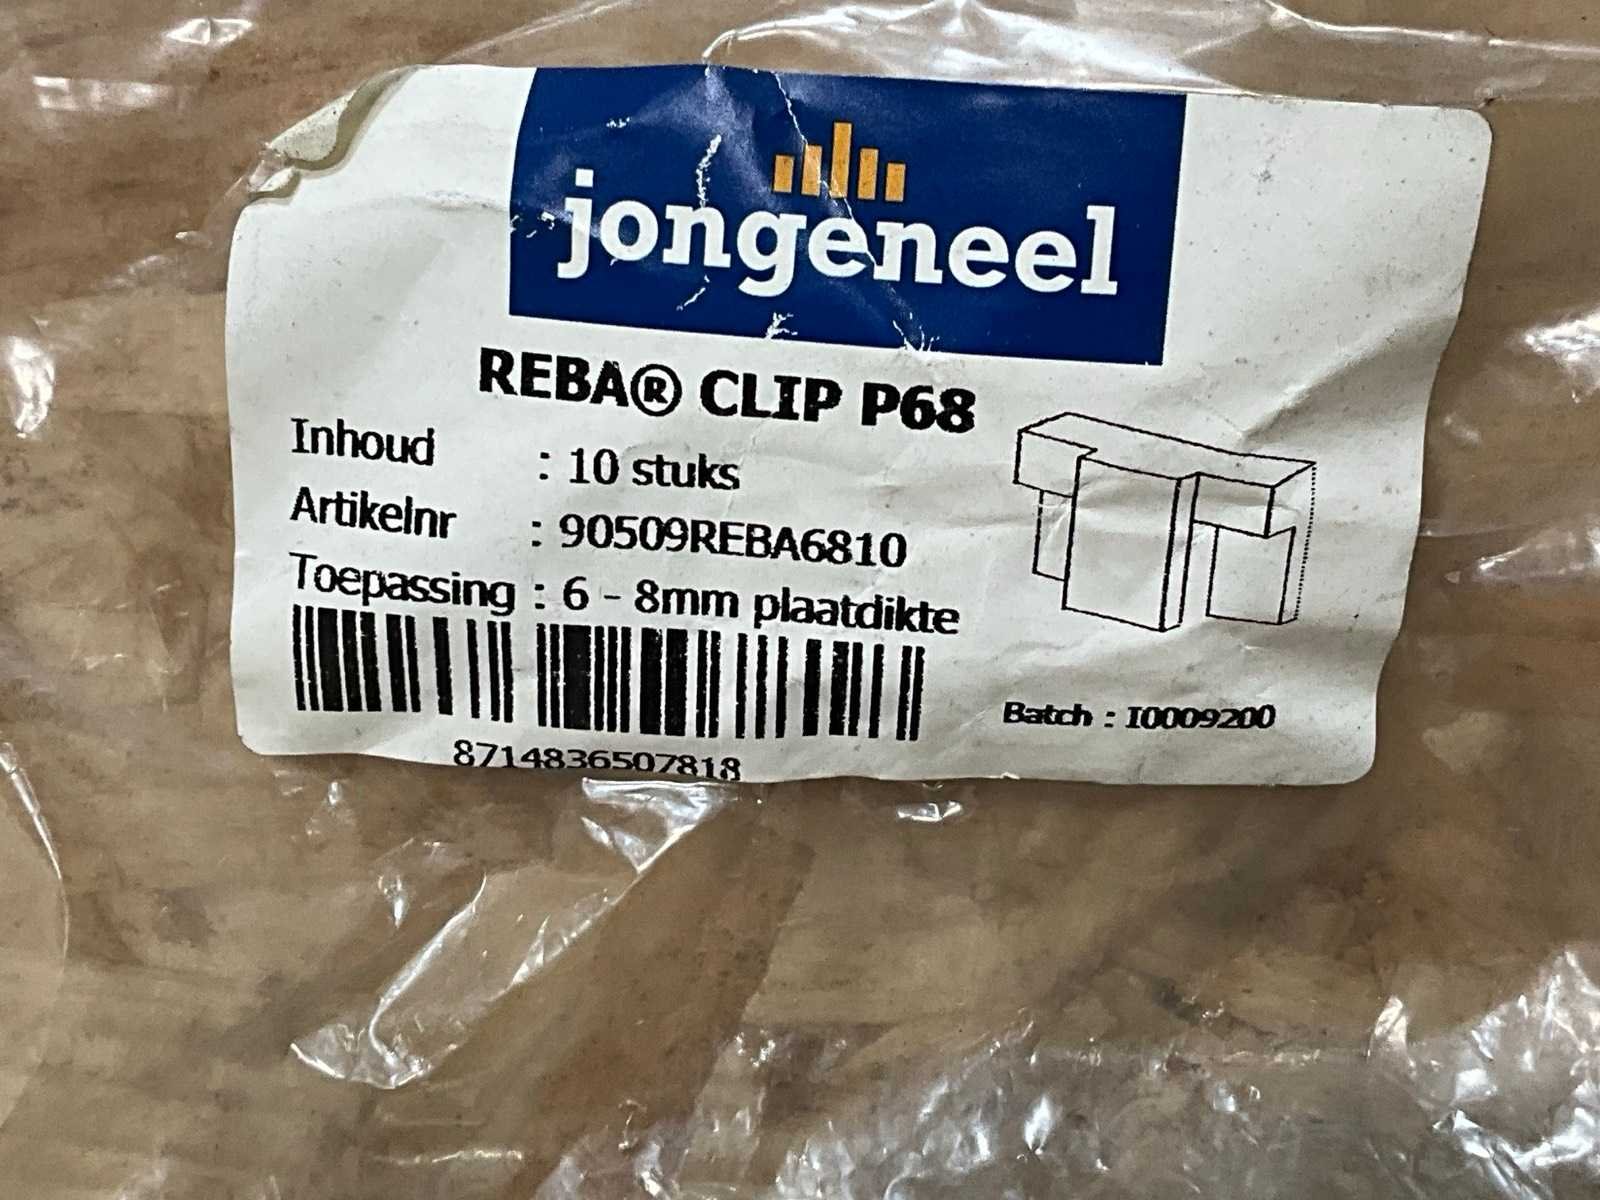 jongeneel
REBA® CLIP P68
Inhoud : 10 stuks
Artikelnr : 90509REBA6810
Toepassing : 6 - 8mm plaatdikte
Batch : I0009200
8714836507818